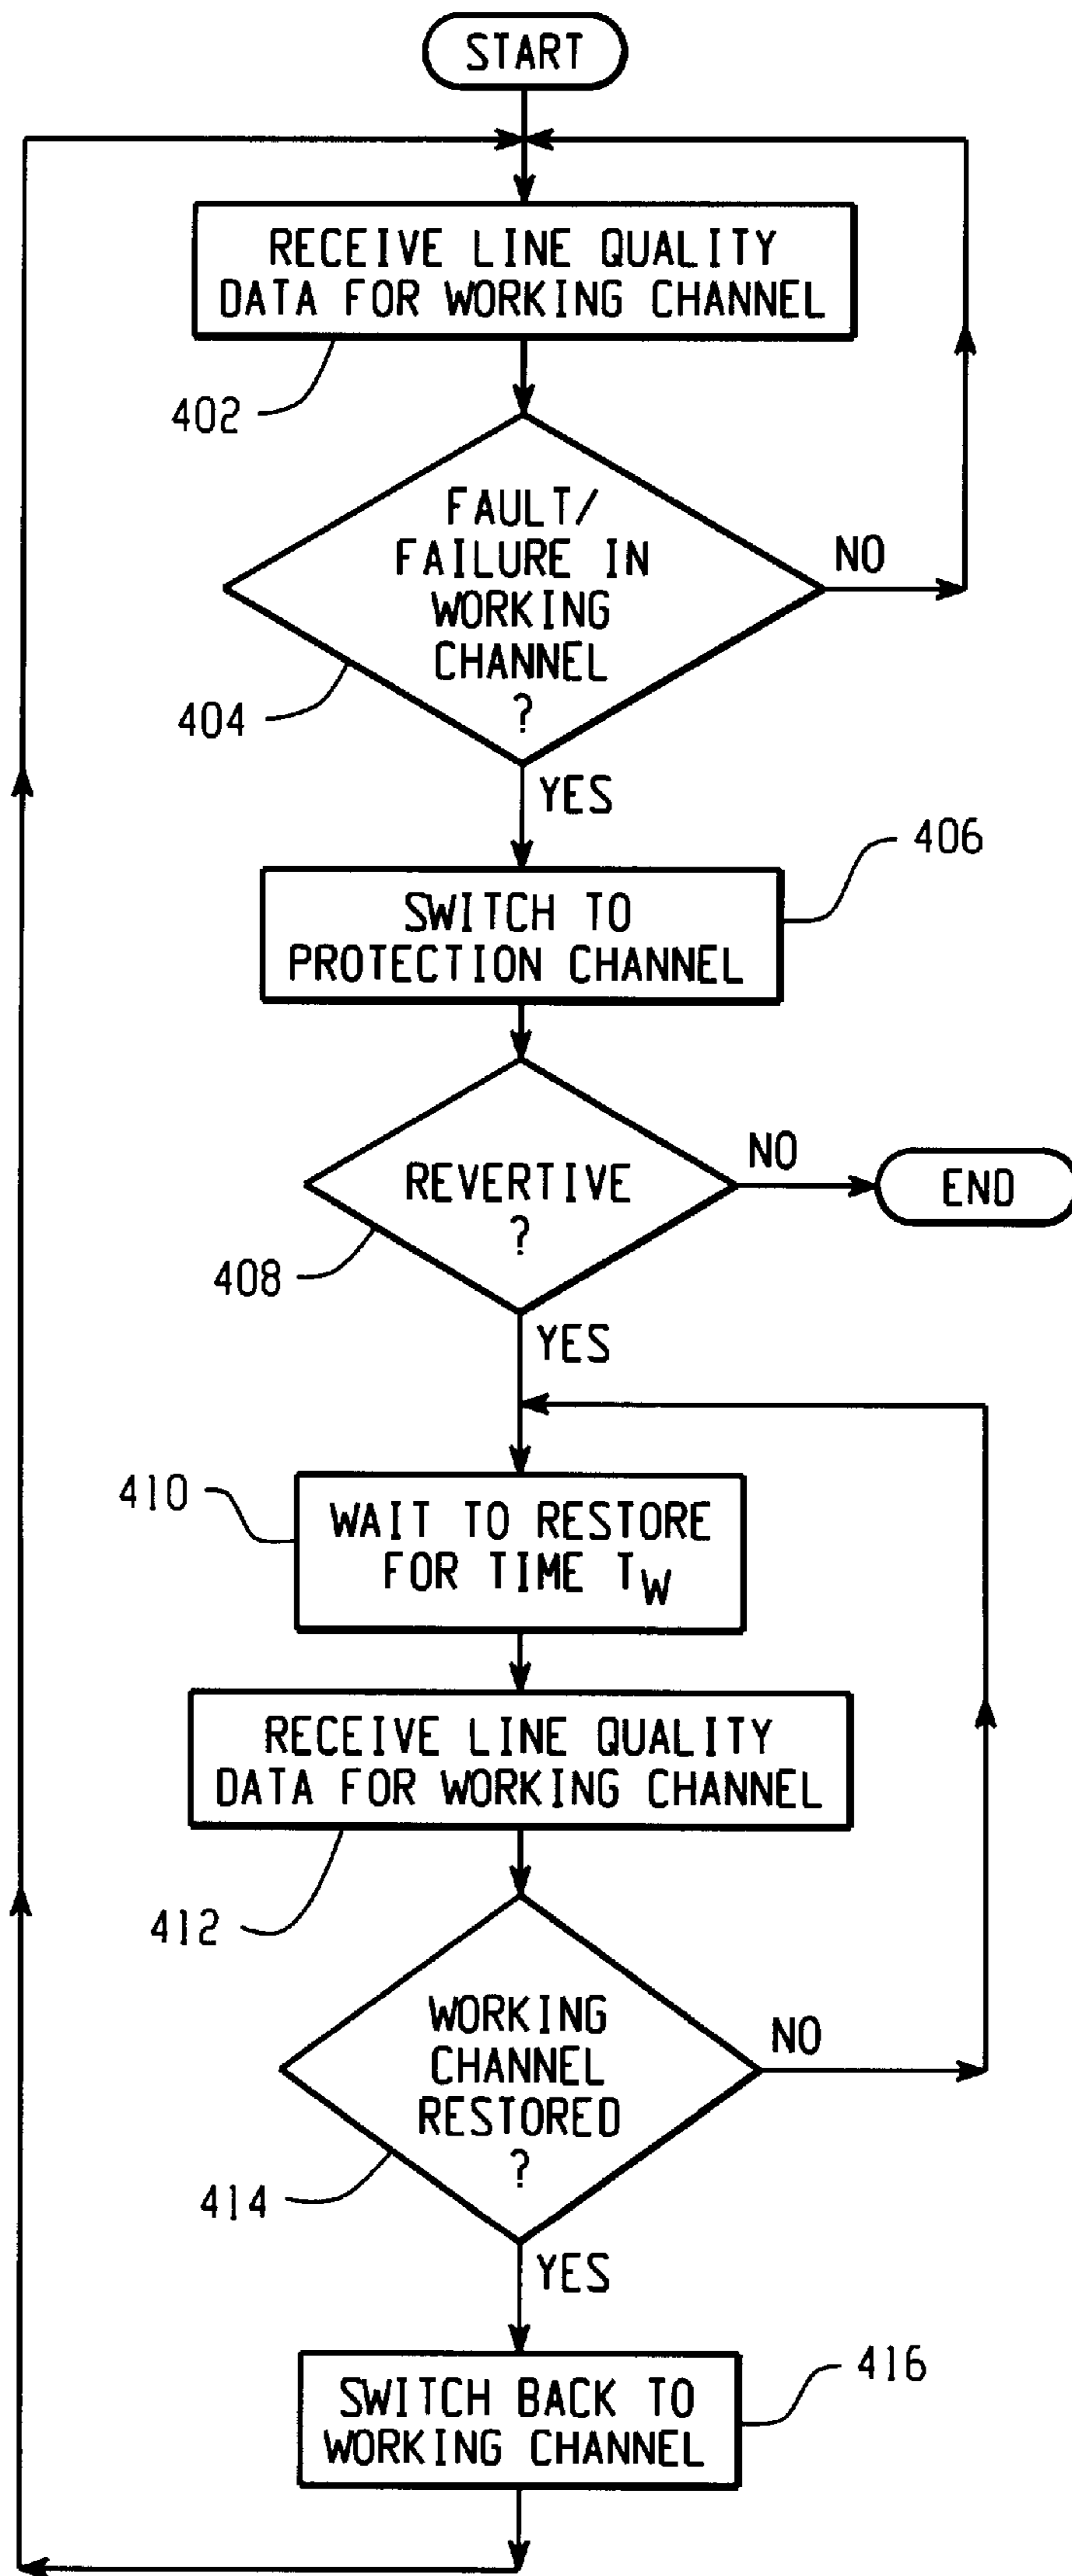 START
RECEIVE LINE QUALITY
DATA FOR WORKING CHANNEL
402
FAULT/
FAILURE IN
WORKING
CHANNEL
?
NO
404
YES
406
SWITCH TO
PROTECTION CHANNEL
REVERTIVE
?
NO
END
408
YES
410
WAIT TO RESTORE
FOR TIME TW
RECEIVE LINE QUALITY
DATA FOR WORKING CHANNEL
412
WORKING
CHANNEL
RESTORED
?
NO
414
YES
416
SWITCH BACK TO
WORKING CHANNEL